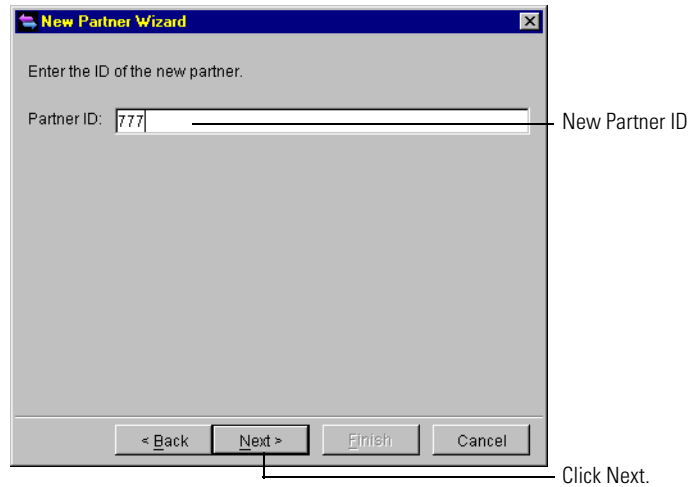 New Partner Wizard
Enter the ID of the new partner.
Partner ID: 777
New Partner ID
< Back Next > Finish Cancel
Click Next.